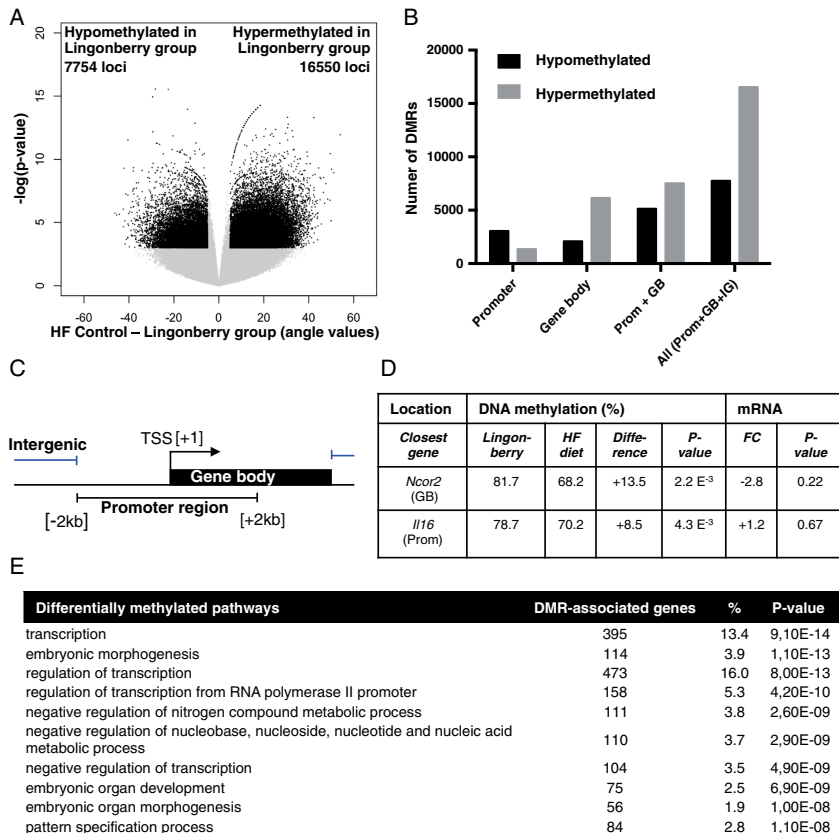 A
Hypomethylated in
Lingonberry group
7754 loci
Hypermethylated in
Lingonberry group
16550 loci
-log(p-value)
20
15
10
5
0
-60 -40 -20 0 20 40 60
HF Control – Lingonberry group (angle values)
B
Numer of DMRs
20000
15000
10000
5000
0
Hypomethylated
Hypermethylated
Promoter
Gene body
Prom + GB
All (Prom+GB+IG)
C
Intergenic
TSS [+1]
Gene body
Promoter region
[-2kb]
[+2kb]
D
Location DNA methylation (%) mRNA
Closest gene Lingon-berry HF diet Diffe-rence P-value FC P-value
Ncor2 (GB) 81.7 68.2 +13.5 2.2 E-3 -2.8 0.22
Il16 (Prom) 78.7 70.2 +8.5 4.3 E-3 +1.2 0.67
E
Differentially methylated pathways DMR-associated genes % P-value
transcription 395 13.4 9,10E-14
embryonic morphogenesis 114 3.9 1,10E-13
regulation of transcription 473 16.0 8,00E-13
regulation of transcription from RNA polymerase II promoter 158 5.3 4,20E-10
negative regulation of nitrogen compound metabolic process 111 3.8 2,60E-09
negative regulation of nucleobase, nucleoside, nucleotide and nucleic acid
metabolic process 110 3.7 2,90E-09
negative regulation of transcription 104 3.5 4,90E-09
embryonic organ development 75 2.5 6,90E-09
embryonic organ morphogenesis 56 1.9 1,00E-08
pattern specification process 84 2.8 1,10E-08